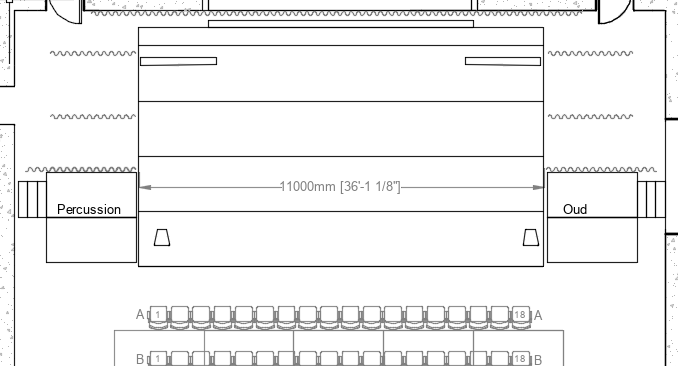 11000mm [36'-1 1/8"]
Percussion
Oud
A 1 18 A
B 1 18 B